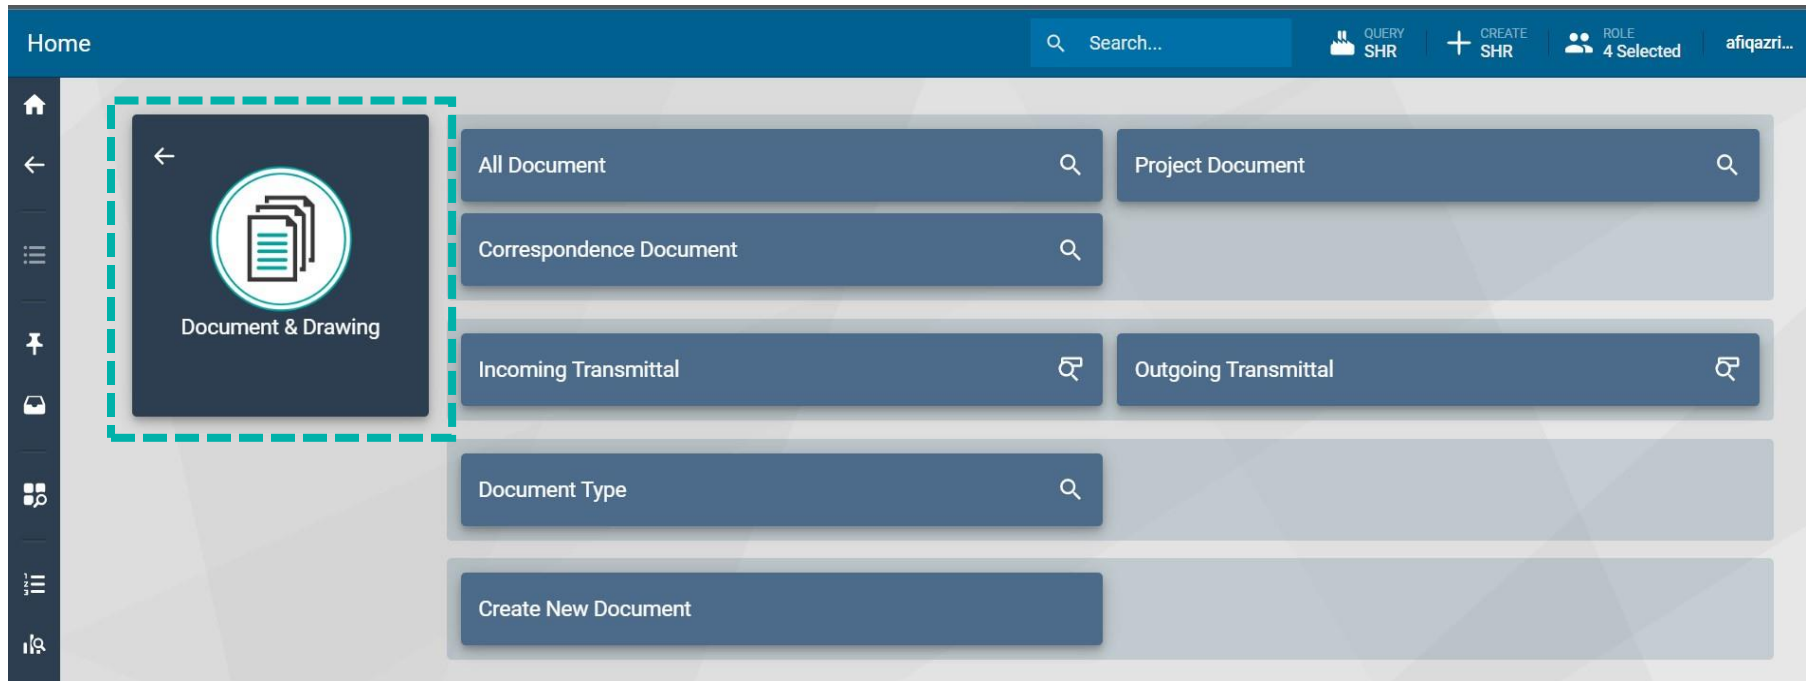 Home
Search...
QUERY
SHR
CREATE
SHR
ROLE
4 Selected
afiqazri...
Document & Drawing
All Document
Project Document
Correspondence Document
Incoming Transmittal
Outgoing Transmittal
Document Type
Create New Document